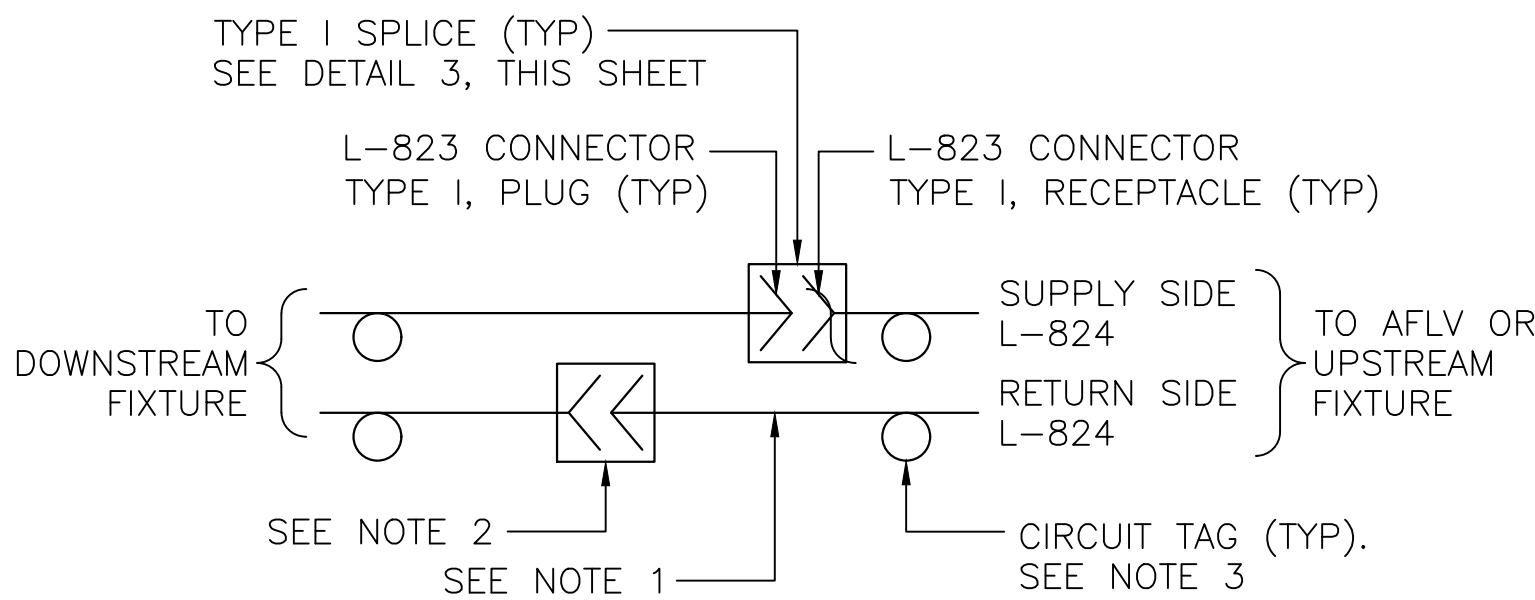 TYPE I SPLICE (TYP)
SEE DETAIL 3, THIS SHEET
L-823 CONNECTOR
TYPE I, PLUG (TYP)
L-823 CONNECTOR
TYPE I, RECEPTACLE (TYP)
TO
DOWNSTREAM
FIXTURE
SUPPLY SIDE
L-824
RETURN SIDE
L-824
TO AFLV OR
UPSTREAM
FIXTURE
SEE NOTE 2
SEE NOTE 1
CIRCUIT TAG (TYP).
SEE NOTE 3